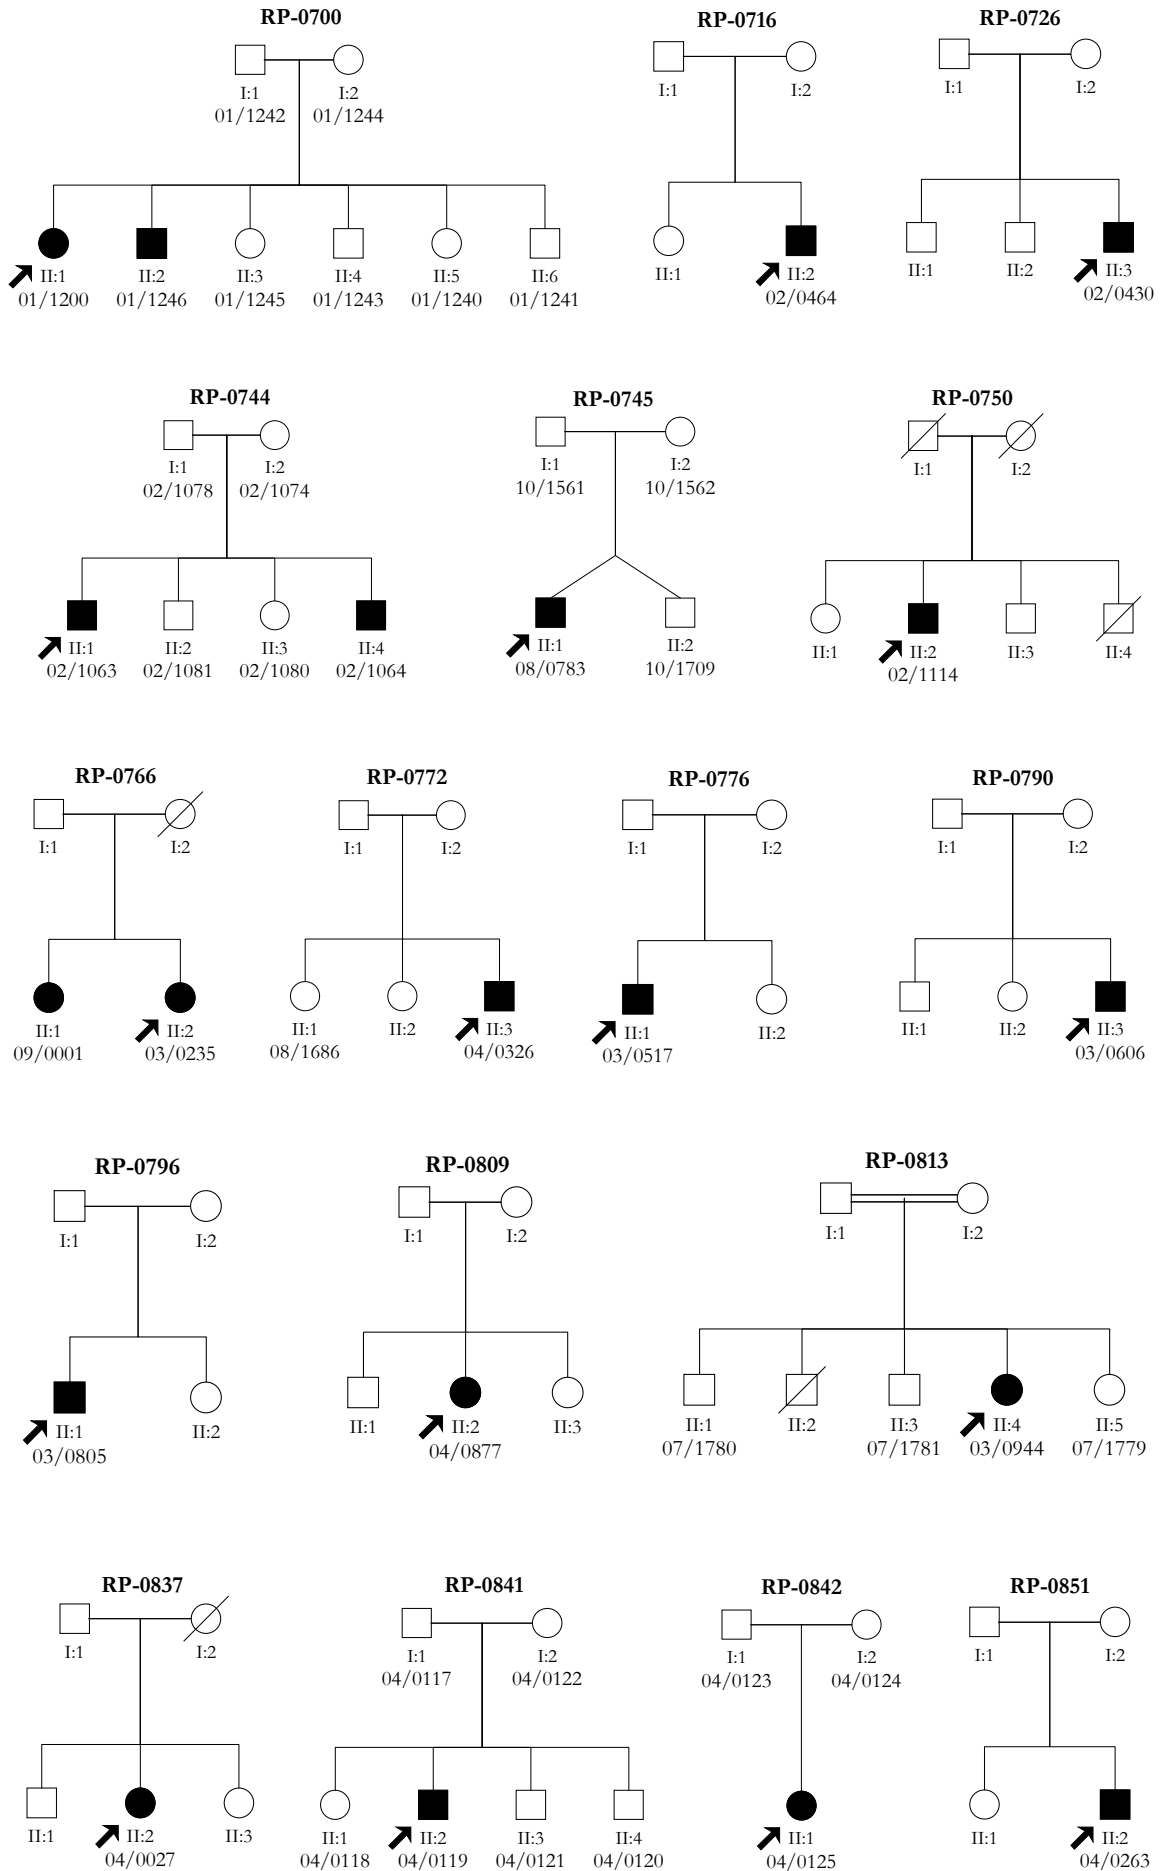 RP-0700
I:1 I:2
01/1242 01/1244
II:1 II:2 II:3 II:4 II:5 II:6
01/1200 01/1246 01/1245 01/1243 01/1240 01/1241
RP-0716
I:1 I:2
II:1 II:2
02/0464
RP-0726
I:1 I:2
II:1 II:2 II:3
02/0430
RP-0744
I:1 I:2
02/1078 02/1074
II:1 II:2 II:3 II:4
02/1063 02/1081 02/1080 02/1064
RP-0745
I:1 I:2
10/1561 10/1562
II:1 II:2
08/0783 10/1709
RP-0750
I:1 I:2
II:1 II:2 II:3 II:4
02/1114
RP-0766
I:1 I:2
II:1 II:2
09/0001 03/0235
RP-0772
I:1 I:2
II:1 II:2 II:3
08/1686 04/0326
RP-0776
I:1 I:2
II:1 II:2
03/0517
RP-0790
I:1 I:2
II:1 II:2 II:3
03/0606
RP-0796
I:1 I:2
II:1 II:2
03/0805
RP-0809
I:1 I:2
II:1 II:2 II:3
04/0877
RP-0813
I:1 I:2
II:1 II:2 II:3 II:4 II:5
07/1780 07/1781 03/0944 07/1779
RP-0837
I:1 I:2
II:1 II:2 II:3
04/0027
RP-0841
I:1 I:2
04/0117 04/0122
II:1 II:2 II:3 II:4
04/0118 04/0119 04/0121 04/0120
RP-0842
I:1 I:2
04/0123 04/0124
II:1
04/0125
RP-0851
I:1 I:2
II:1 II:2
04/0263